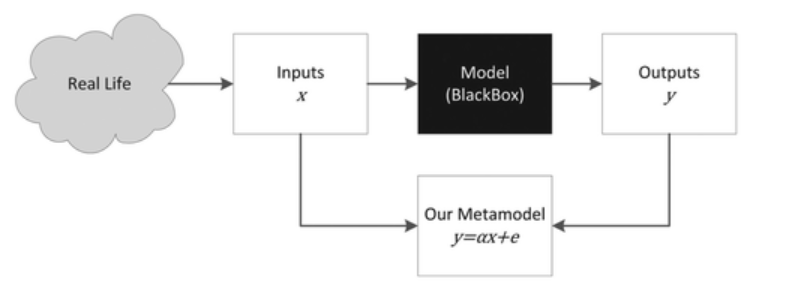 Real Life
Inputs
x
Model
(BlackBox)
Outputs
y
Our Metamodel
y=αx+e